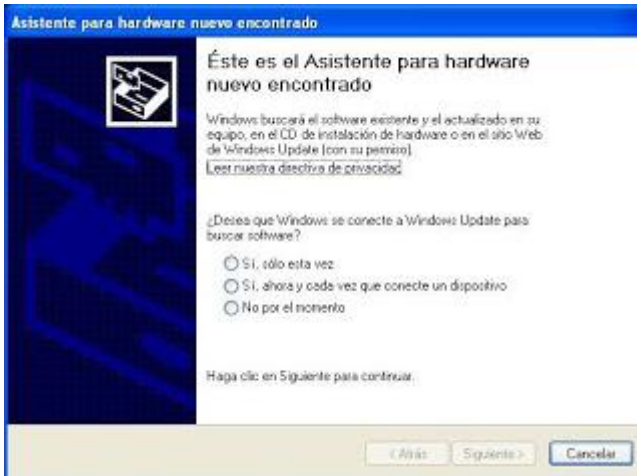 Asistente para hardware nuevo encontrado
Éste es el Asistente para hardware
nuevo encontrado
Windows buscará el software existente y el actualizado en su
equipo, en el CD de instalación de hardware o en el sitio Web
de Windows Update (con su permiso).
Leer nuestra directiva de privacidad
¿Desea que Windows se conecte a Windows Update para
buscar software?
Sí, sólo esta vez
Sí, ahora y cada vez que conecte un dispositivo
No por el momento
Haga clic en Siguiente para continuar.
< Atrás Siguiente > Cancelar